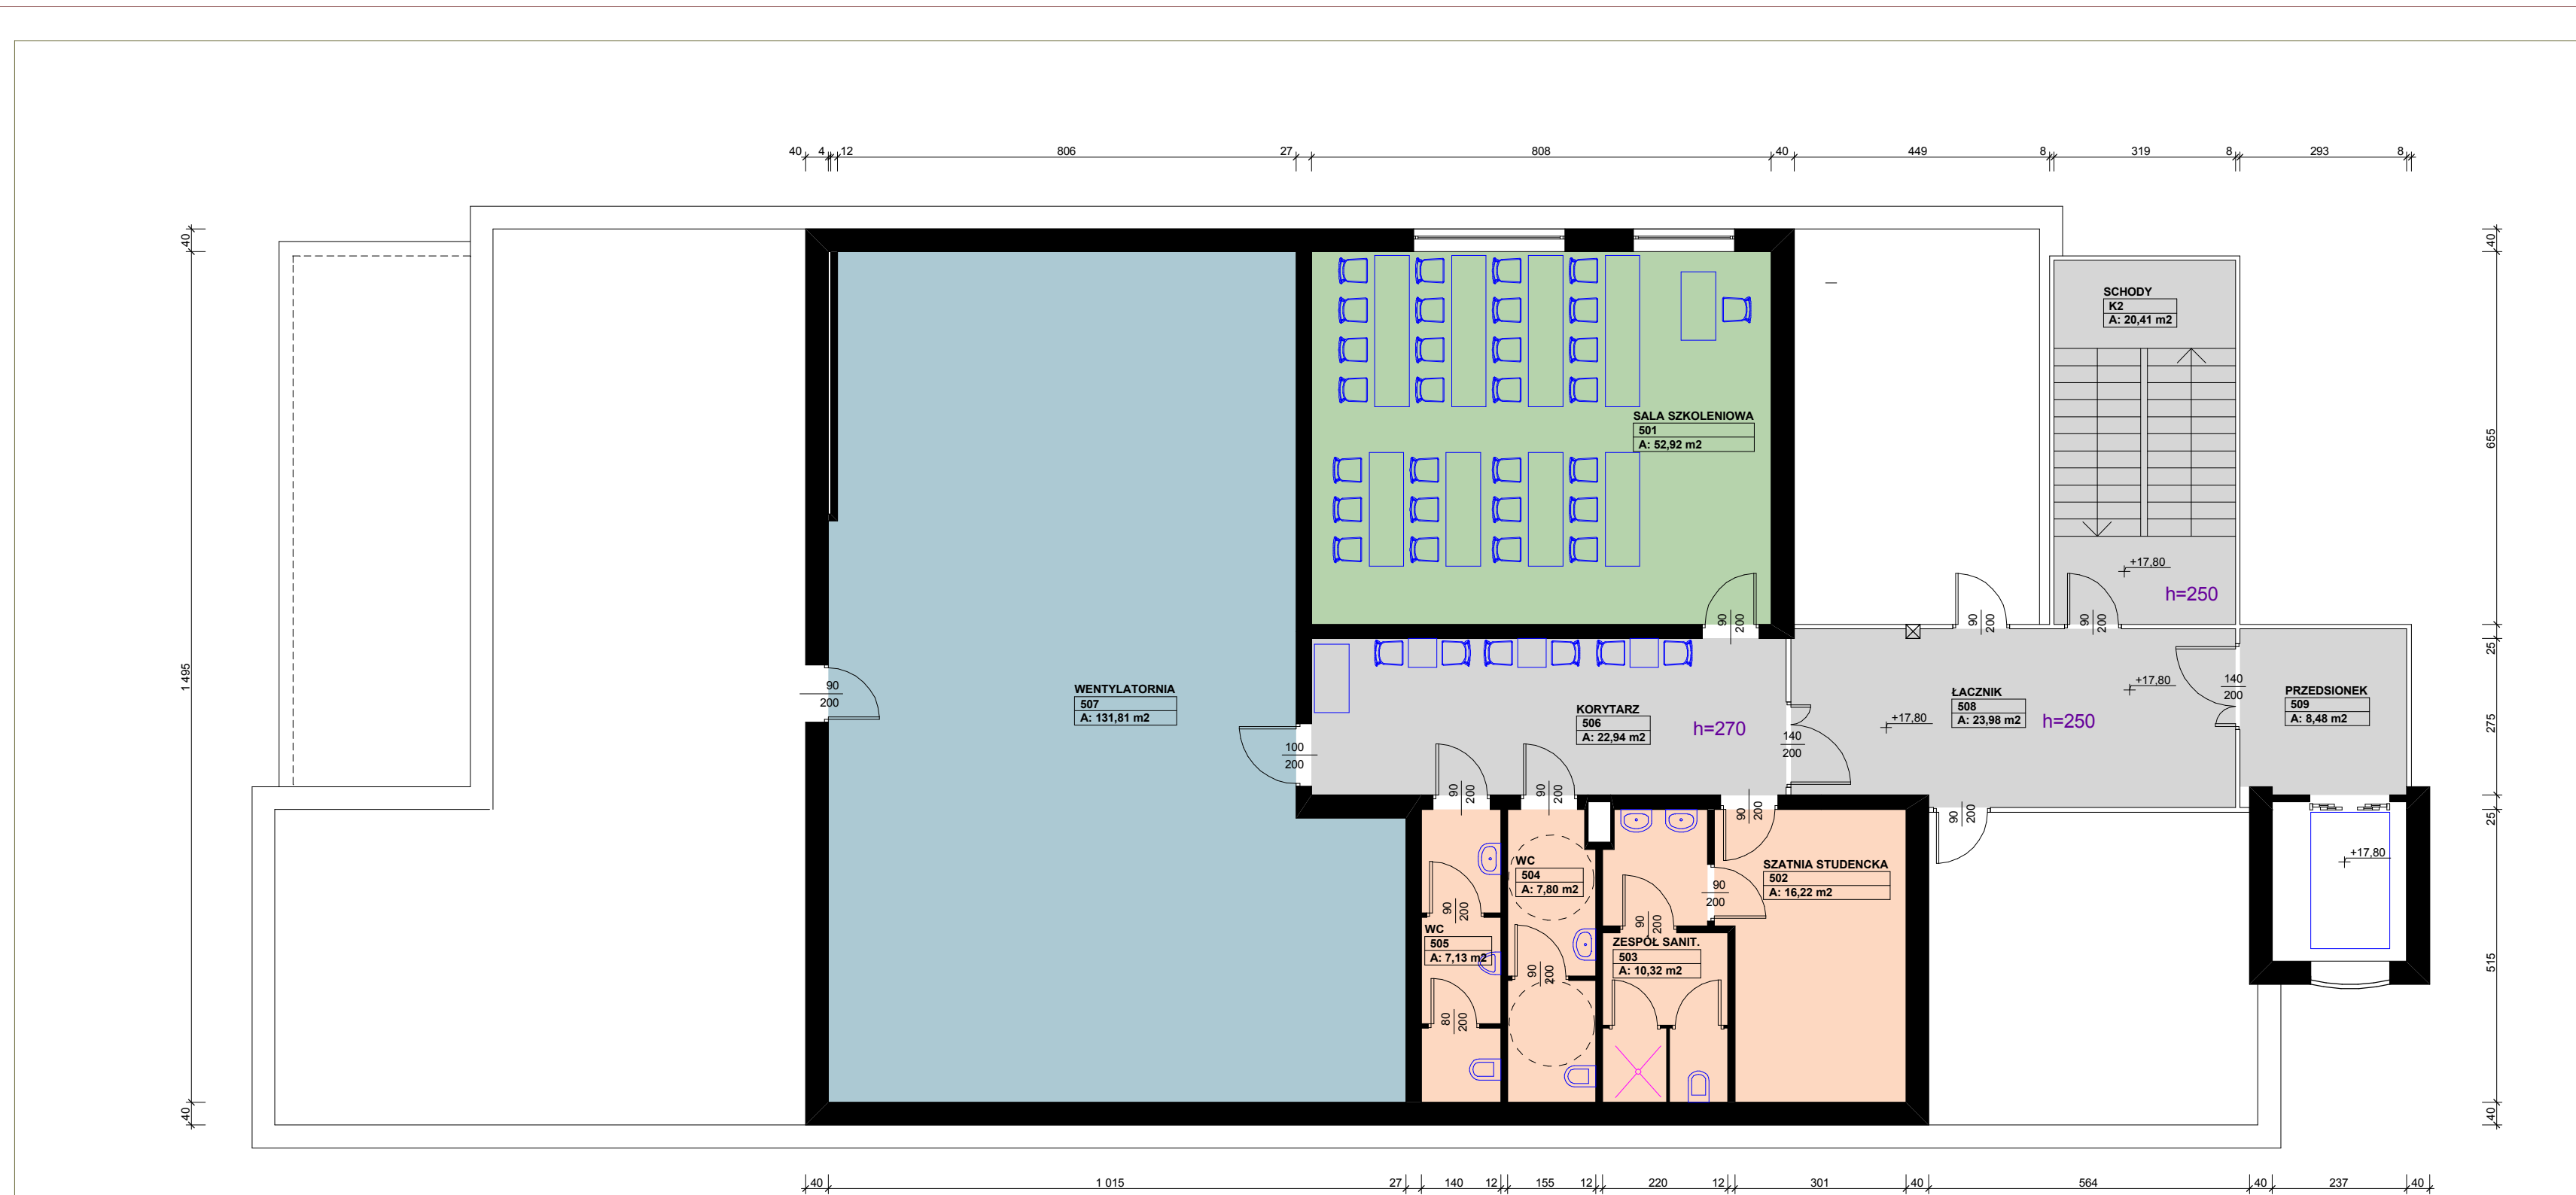 40 4 12 806 27 808 40 449 8 319 8 293 8
40
1 495
40
40
655
25
275
25
515
40
SCHODY
K2
A: 20,41 m2
+17,80
h=250
SALA SZKOLENIOWA
501
A: 52,92 m2
90
200
90
200
90
200
WENTYLATORNIA
507
A: 131,81 m2
90
200
100
200
KORYTARZ
506
A: 22,94 m2
h=270
140
200
+17,80
ŁACZNIK
508
A: 23,98 m2
h=250
+17,80
140
200
PRZEDSIONEK
509
A: 8,48 m2
90
200
90
200
90
200
90
200
+17,80
WC
504
A: 7,80 m2
SZATNIA STUDENCKA
502
A: 16,22 m2
90
200
90
200
90
200
WC
505
A: 7,13 m2
ZESPÓŁ SANIT.
503
A: 10,32 m2
90
200
80
200
40 1 015 27 140 12 155 12 220 12 301 40 564 40 237 40